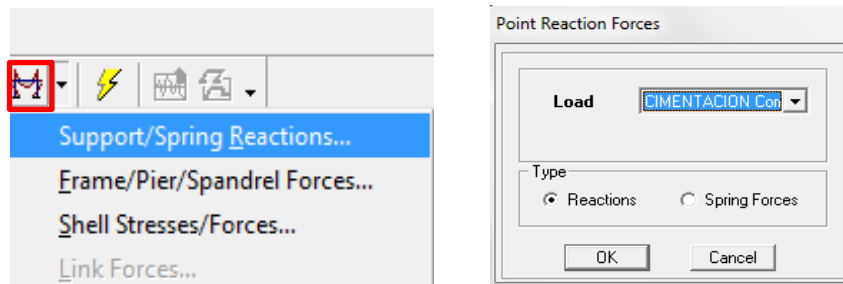 Support/Spring Reactions...
Frame/Pier/Spandrel Forces...
Shell Stresses/Forces...
Link Forces...
Point Reaction Forces
Load CIMENTACION Con
Type
Reactions Spring Forces
OK Cancel